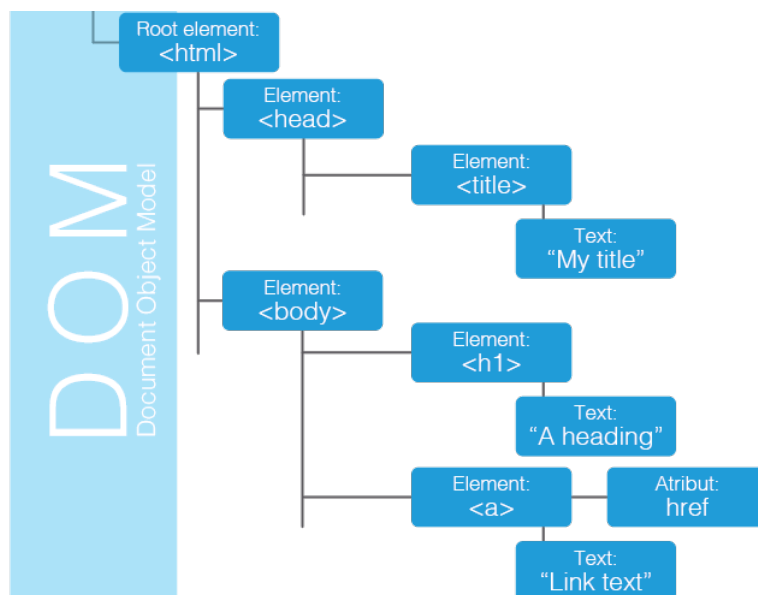 Root element:
<html>
Element:
<head>
Element:
<title>
Text:
“My title”
Element:
<body>
Element:
<h1>
Text:
“A heading”
Element:
<a>
Atribut:
href
Text:
“Link text”
DOM
Document Object Model